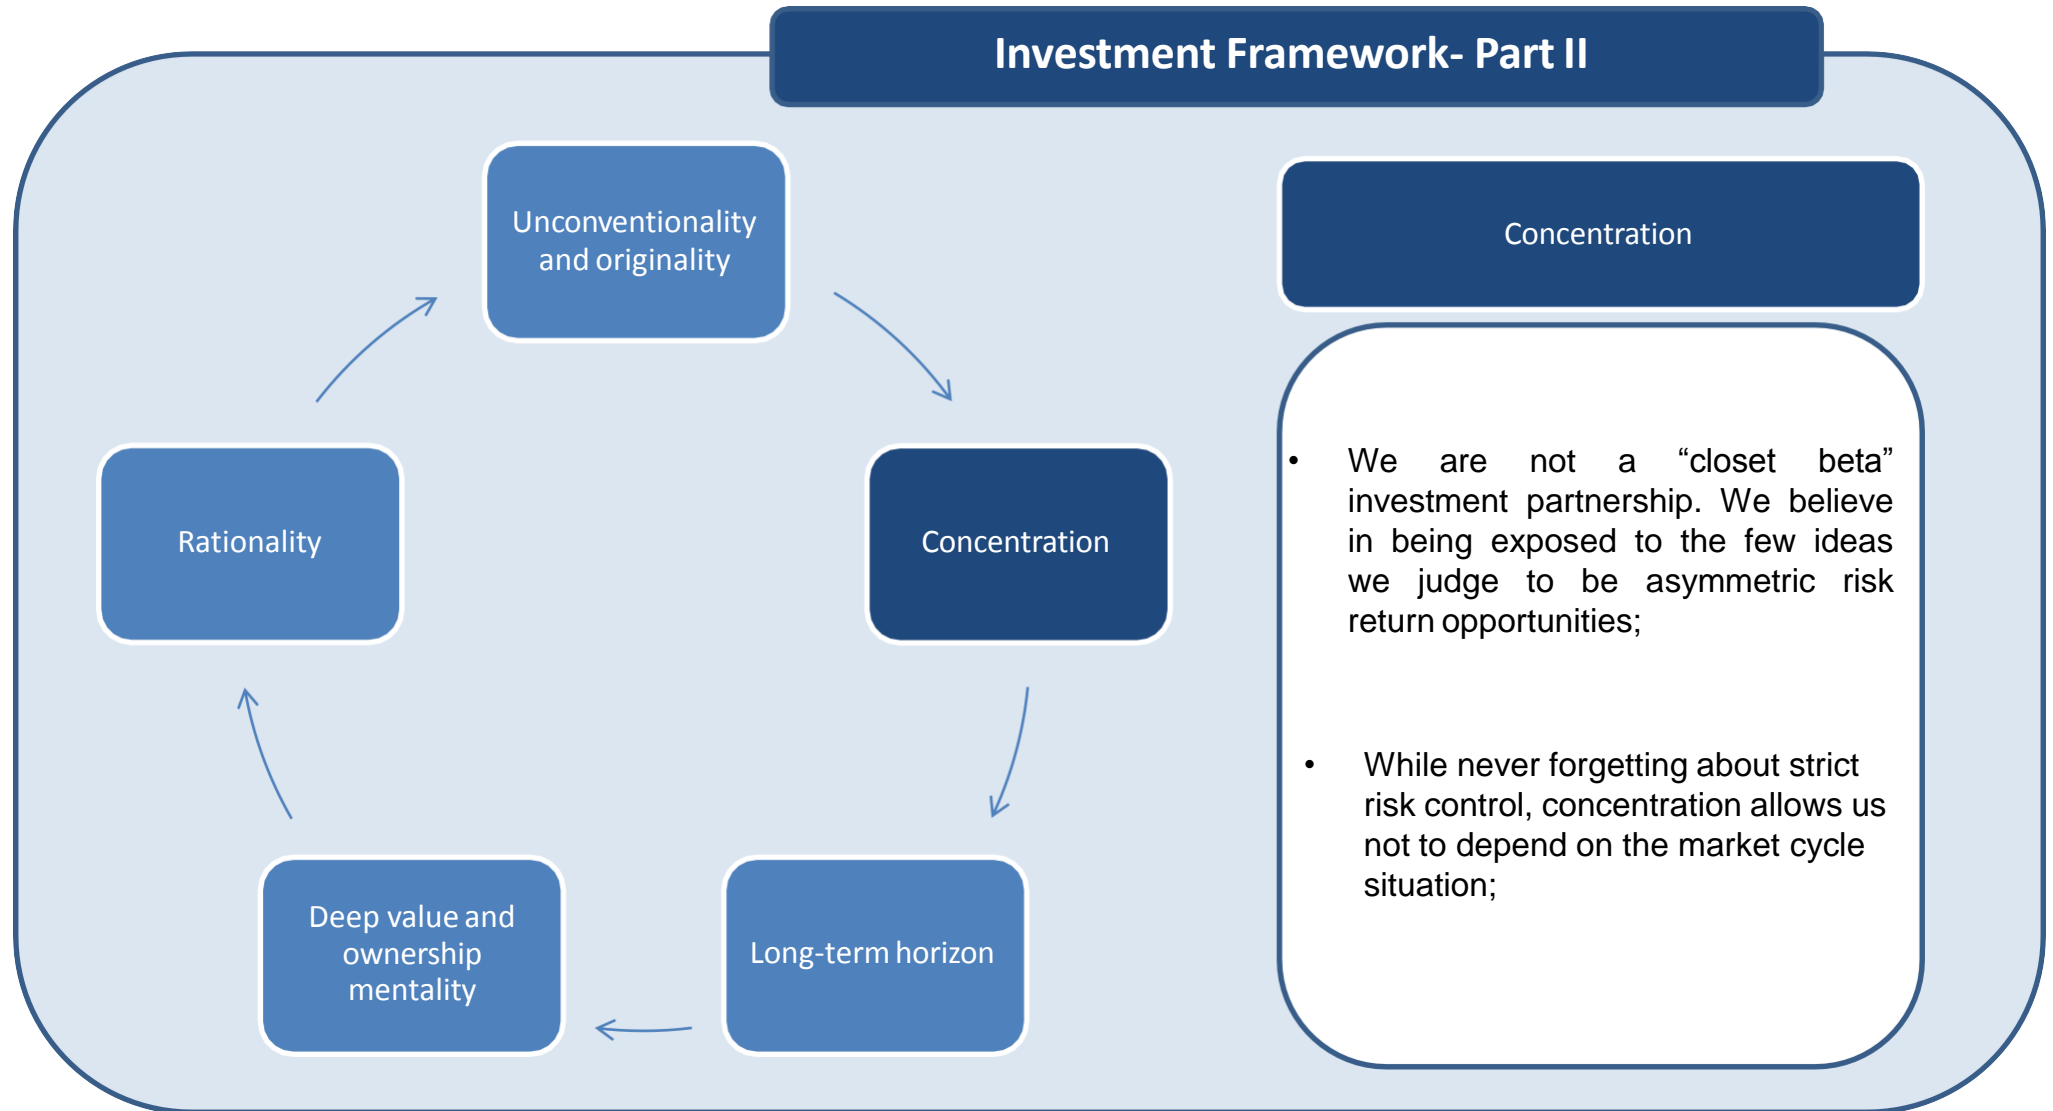 Investment Framework- Part II
Unconventionality
and originality
Concentration
Long-term horizon
Deep value and
ownership
mentality
Rationality
Concentration
• We are not a “closet beta”
investment partnership. We believe
in being exposed to the few ideas
we judge to be asymmetric risk
return opportunities;
• While never forgetting about strict
risk control, concentration allows us
not to depend on the market cycle
situation;